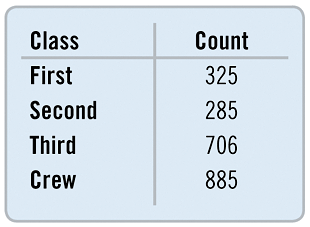 Class Count
First 325
Second 285
Third 706
Crew 885